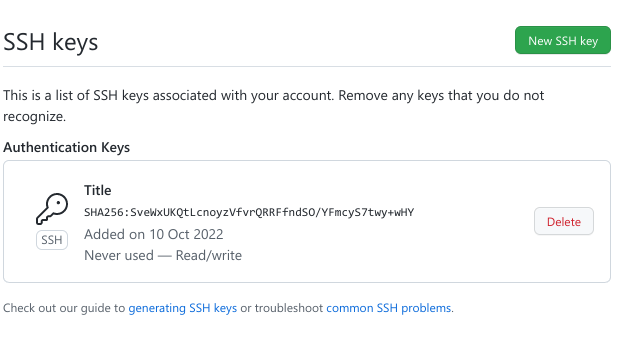 SSH keys
New SSH key
This is a list of SSH keys associated with your account. Remove any keys that you do not
recognize.
Authentication Keys
Title
SHA256:SveWxUKQtLcnoyzVfvrQRRFfndSO/YFmcyS7twy+wHY
SSH
Added on 10 Oct 2022
Never used — Read/write
Delete
Check out our guide to generating SSH keys or troubleshoot common SSH problems.